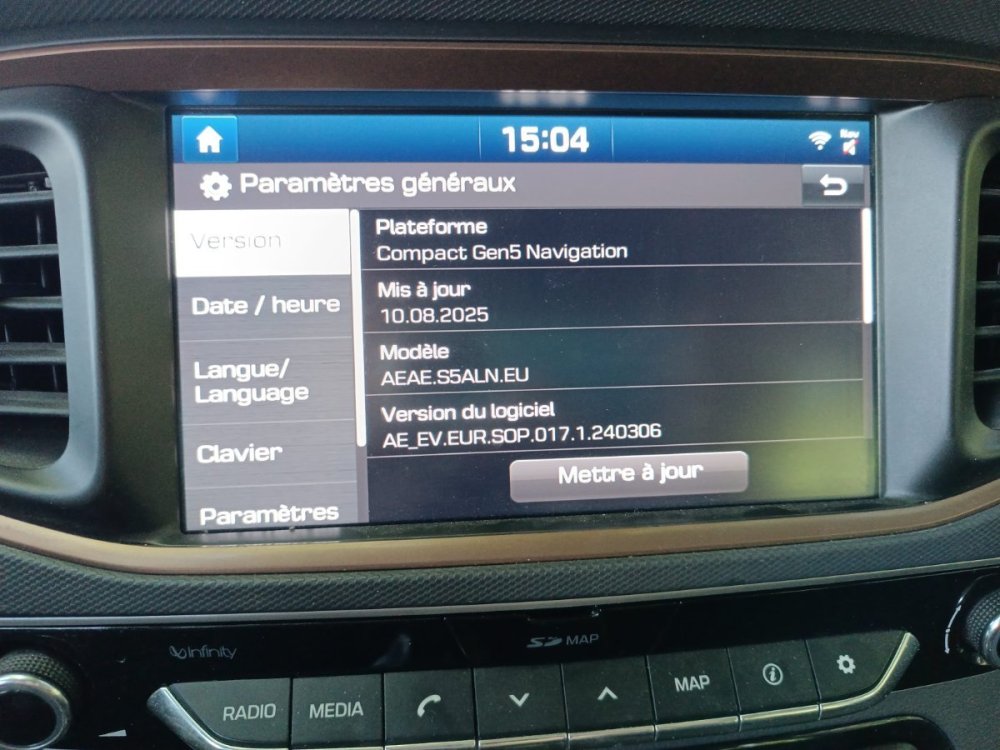 15:04
Nav
Paramètres généraux
Version
Plateforme
Compact Gen5 Navigation
Date / heure
Mis à jour
10.08.2025
Langue/
Language
Modèle
AEAE.S5ALN.EU
Clavier
Version du logiciel
AE_EV.EUR.SOP.017.1.240306
Paramètres
Mettre à jour
infinity
SD MAP
RADIO
MEDIA
MAP